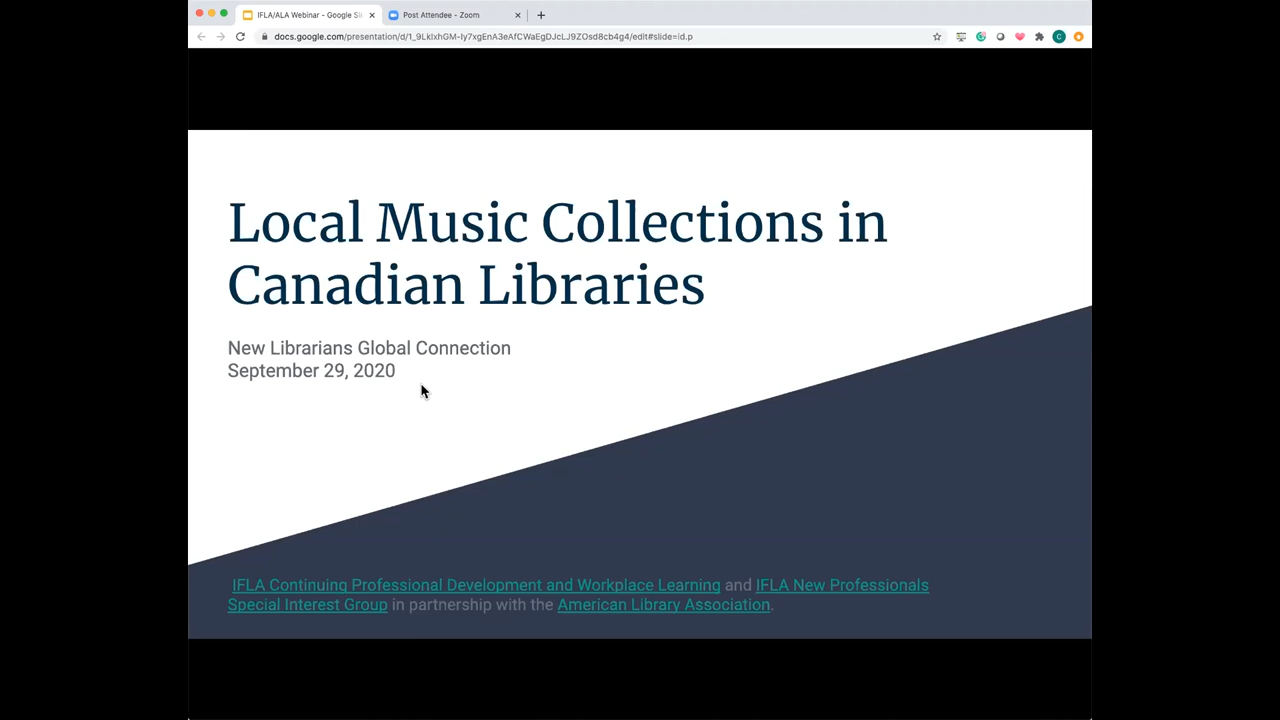 IFLA/ALA Webinar - Google Sli
Post Attendee - Zoom
docs.google.com/presentation/d/1_9LkIxhGM-Iy7xgEnA3eAfCWaEgDJcLJ9ZOsd8cb4g4/edit#slide=id.p
C
Local Music Collections in
Canadian Libraries
New Librarians Global Connection
September 29, 2020
IFLA Continuing Professional Development and Workplace Learning and IFLA New Professionals
Special Interest Group in partnership with the American Library Association.